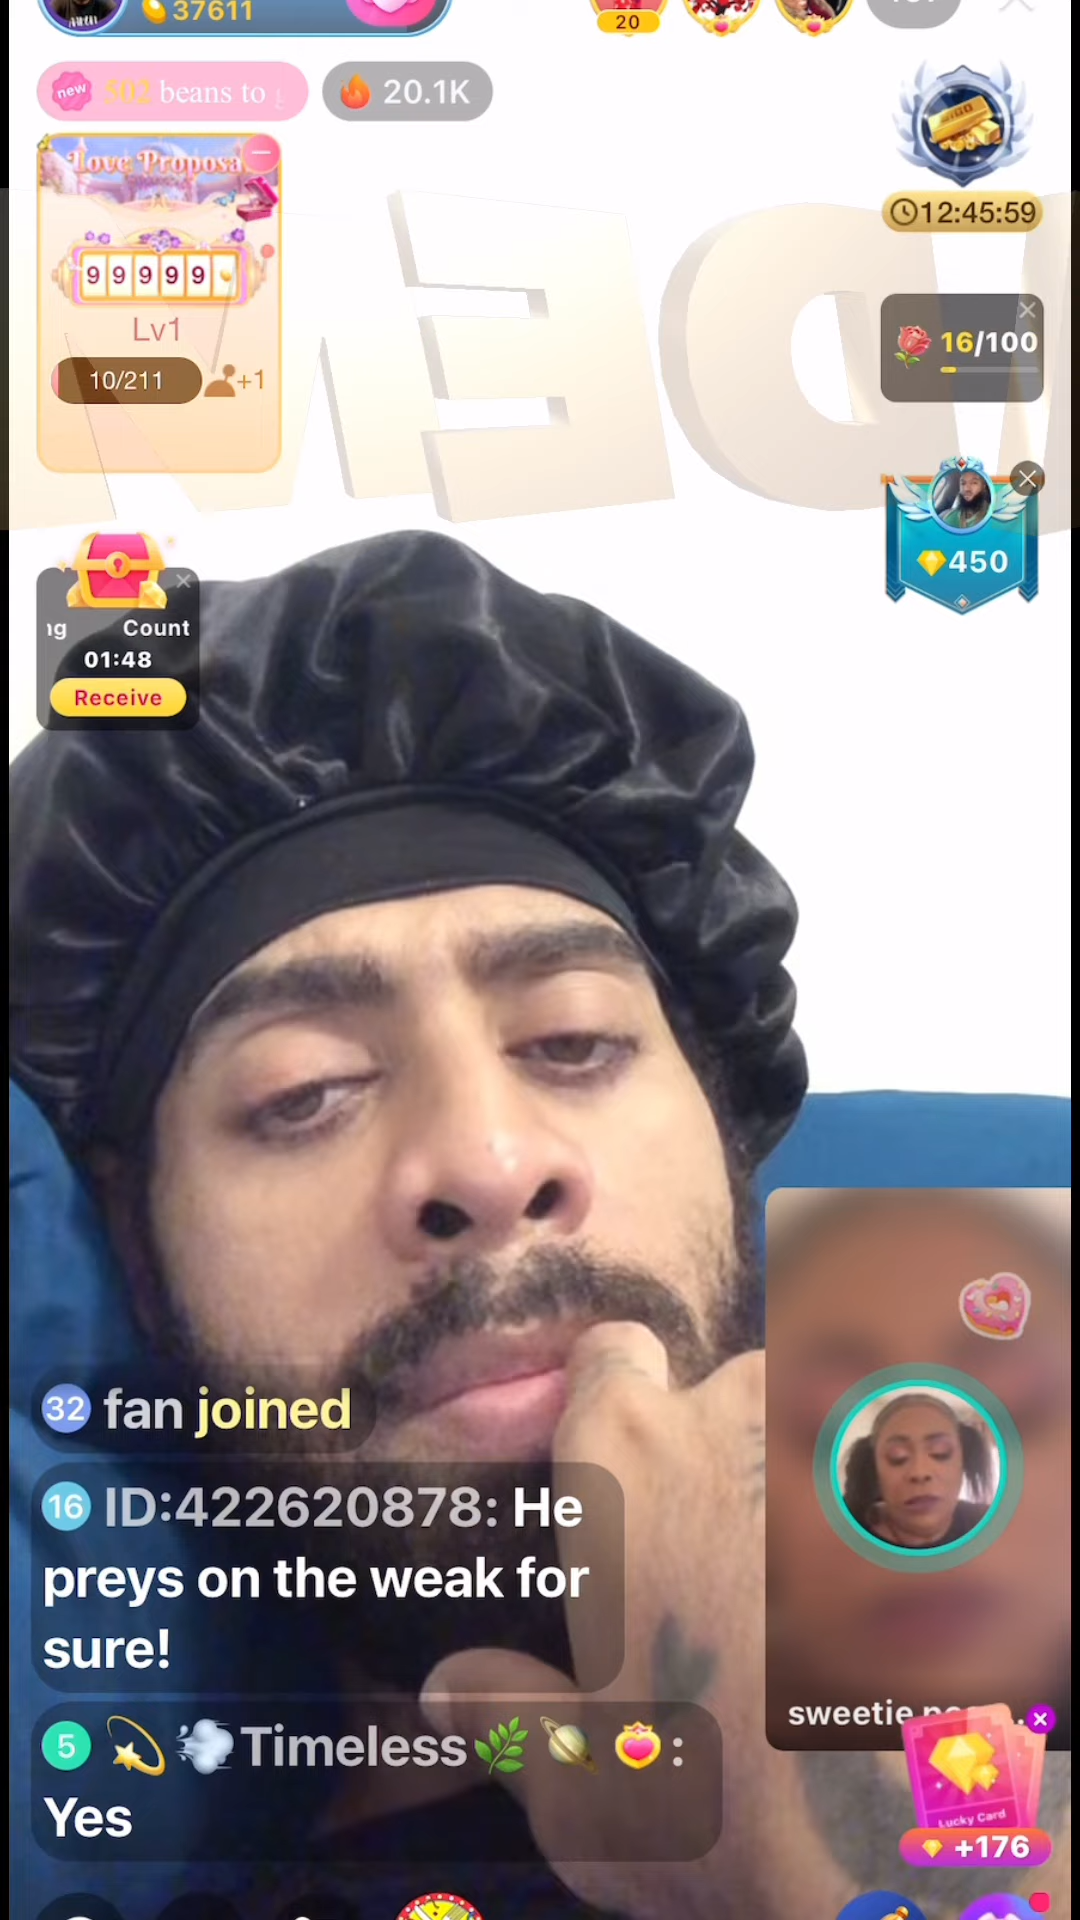 37611
20
new 502 beans to
20.1K
Love Proposa
99999
Lv1
10/211
+1
12:45:59
16/100
450
Count
01:48
Receive
32 fan joined
16 ID:422620878: He
preys on the weak for
sure!
5 💫💨Timeless🌿🪐 :
Yes
sweetie
Lucky Card
+176